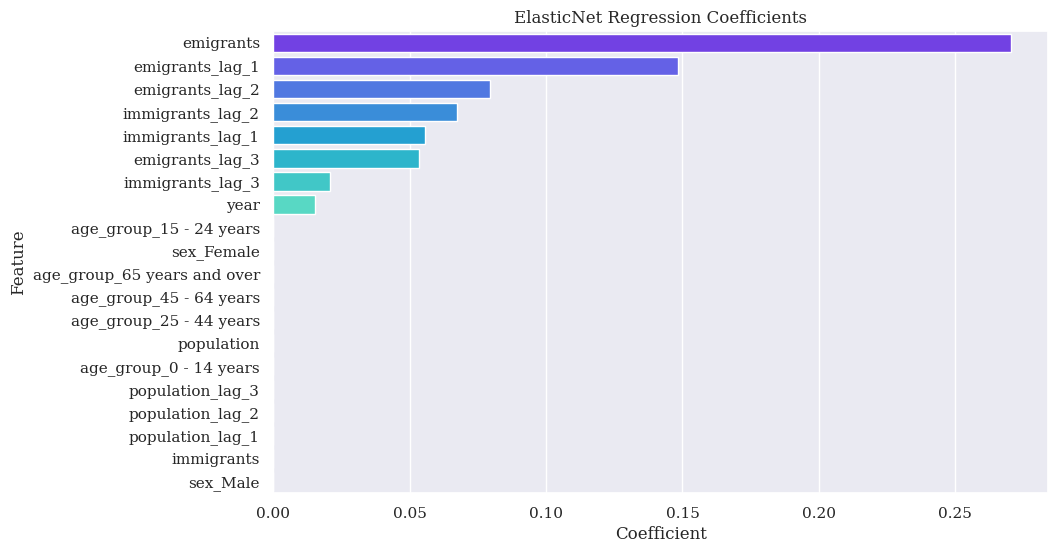 ElasticNet Regression Coefficients
Feature
emigrants
emigrants_lag_1
emigrants_lag_2
immigrants_lag_2
immigrants_lag_1
emigrants_lag_3
immigrants_lag_3
year
age_group_15 - 24 years
sex_Female
age_group_65 years and over
age_group_45 - 64 years
age_group_25 - 44 years
population
age_group_0 - 14 years
population_lag_3
population_lag_2
population_lag_1
immigrants
sex_Male
0.00 0.05 0.10 0.15 0.20 0.25
Coefficient